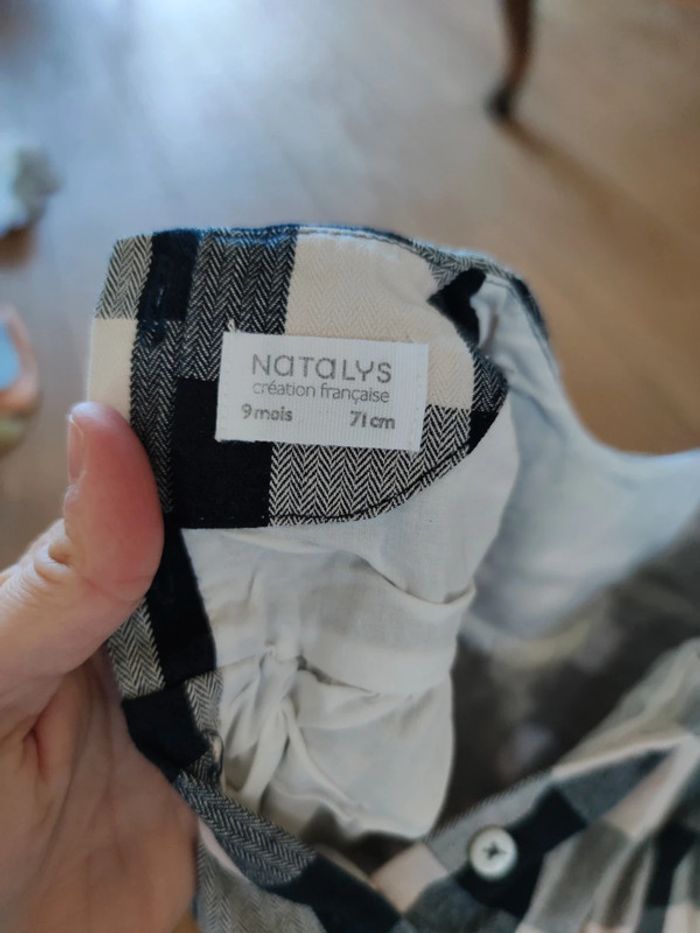 NATALYS
création française
9 mois 71 cm